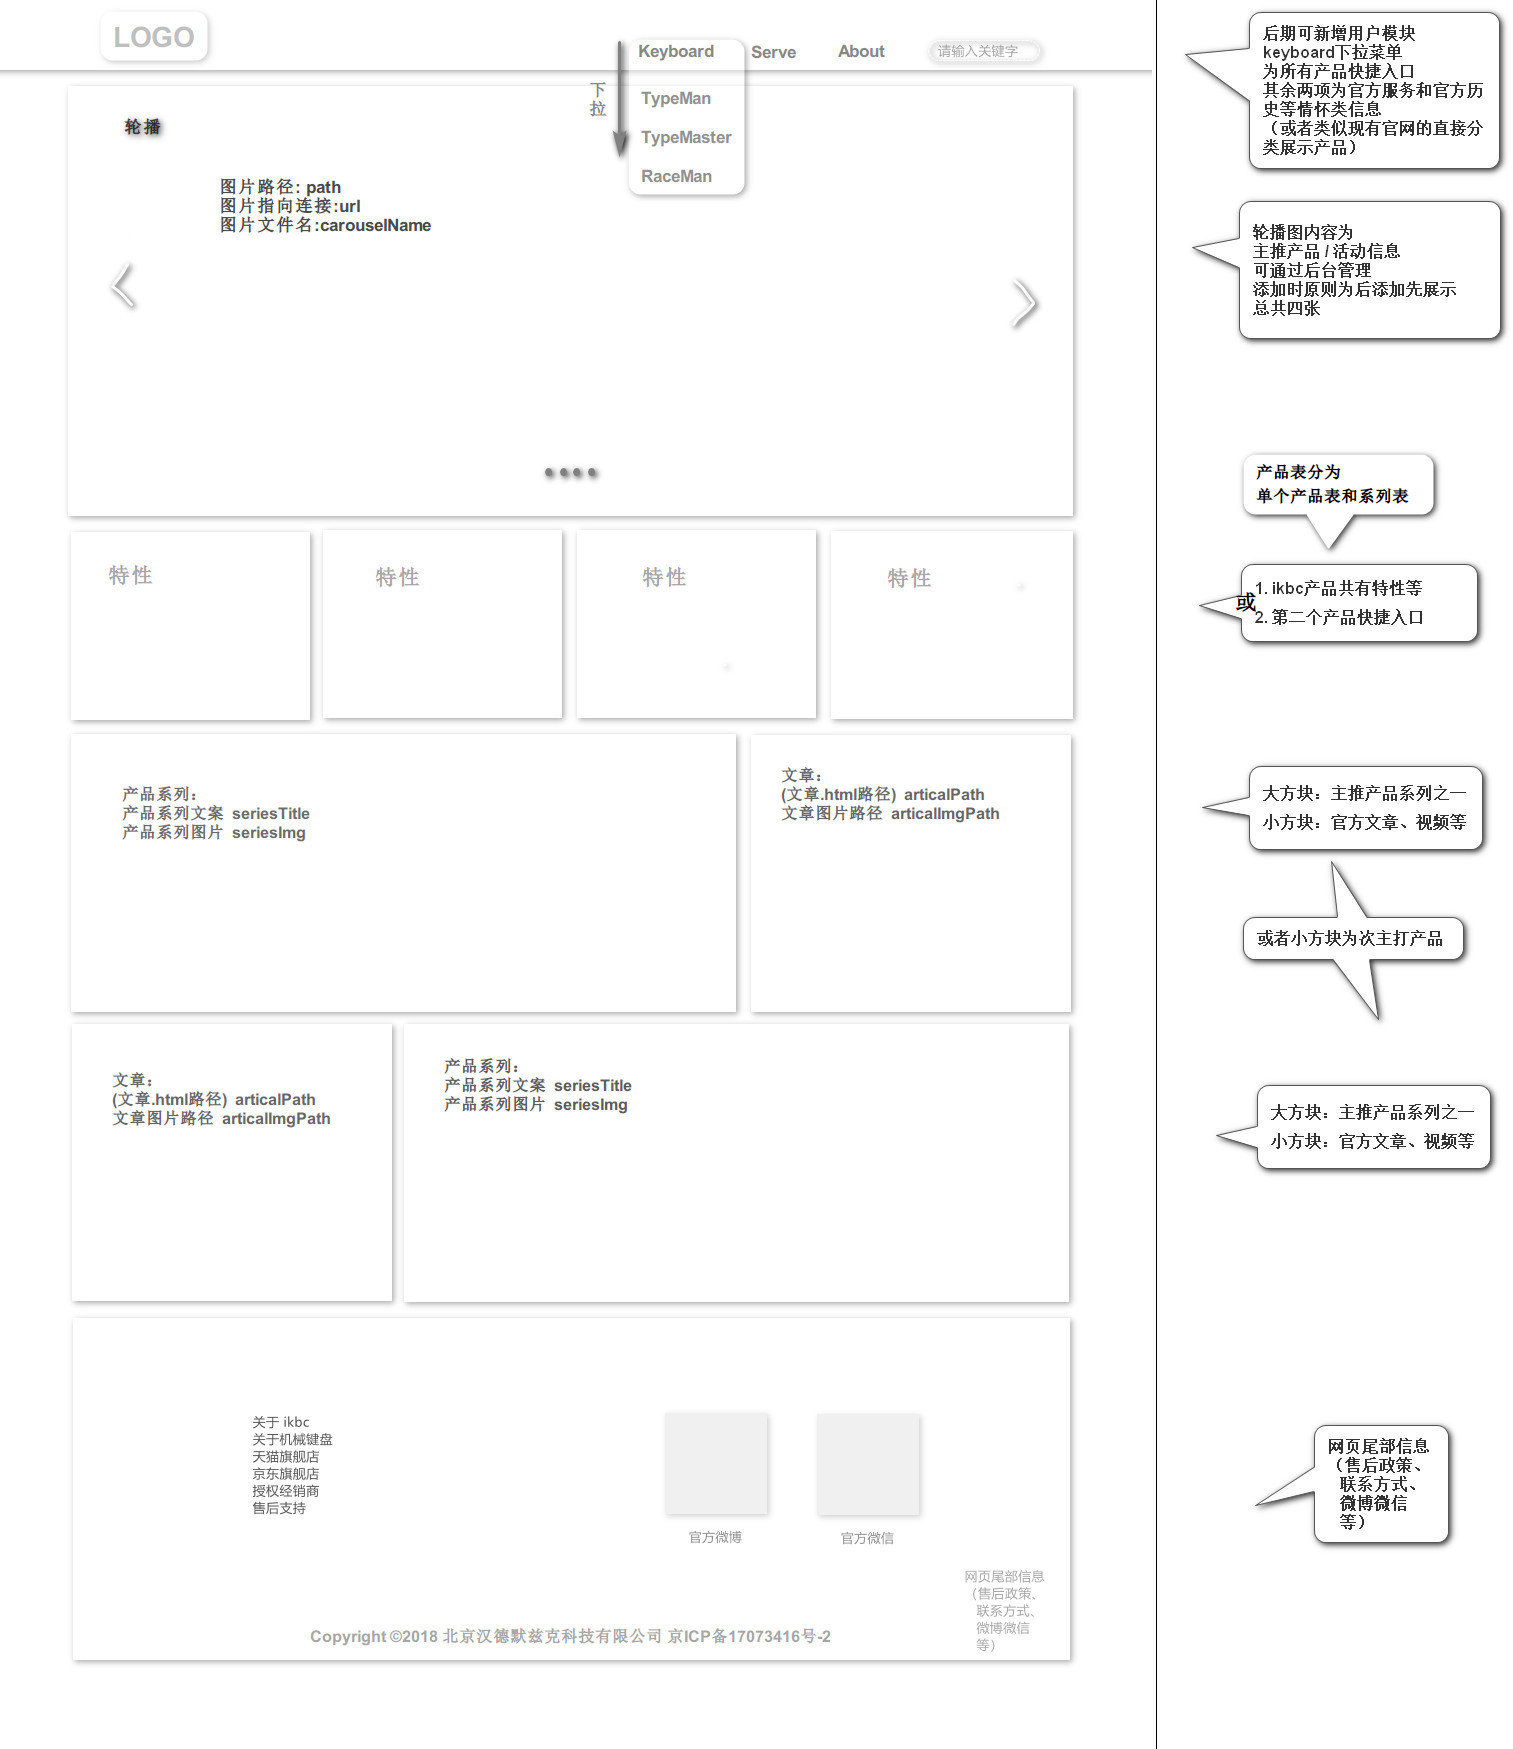 LOGO
Keyboard
Serve
About
请输入关键字
下
拉
TypeMan
TypeMaster
RaceMan
轮播
图片路径: path
图片指向连接:url
图片文件名:carouselName
特性
特性
特性
特性
产品系列：
产品系列文案 seriesTitle
产品系列图片 seriesImg
文章：
(文章.html路径) articalPath
文章图片路径 articalImgPath
文章：
(文章.html路径) articalPath
文章图片路径 articalImgPath
产品系列：
产品系列文案 seriesTitle
产品系列图片 seriesImg
关于 ikbc
关于机械键盘
天猫旗舰店
京东旗舰店
授权经销商
售后支持
官方微博
官方微信
网页尾部信息
（售后政策、
联系方式、
微博微信
等）
Copyright ©2018 北京汉德默兹克科技有限公司 京ICP备17073416号-2
后期可新增用户模块
keyboard下拉菜单
为所有产品快捷入口
其余两项为官方服务和官方历
史等情怀类信息
（或者类似现有官网的直接分
类展示产品）
轮播图内容为
主推产品 / 活动信息
可通过后台管理
添加时原则为后添加先展示
总共四张
产品表分为
单个产品表和系列表
1. ikbc产品共有特性等
或
2. 第二个产品快捷入口
大方块：主推产品系列之一
小方块：官方文章、视频等
或者小方块为次主打产品
大方块：主推产品系列之一
小方块：官方文章、视频等
网页尾部信息
（售后政策、
联系方式、
微博微信
等）